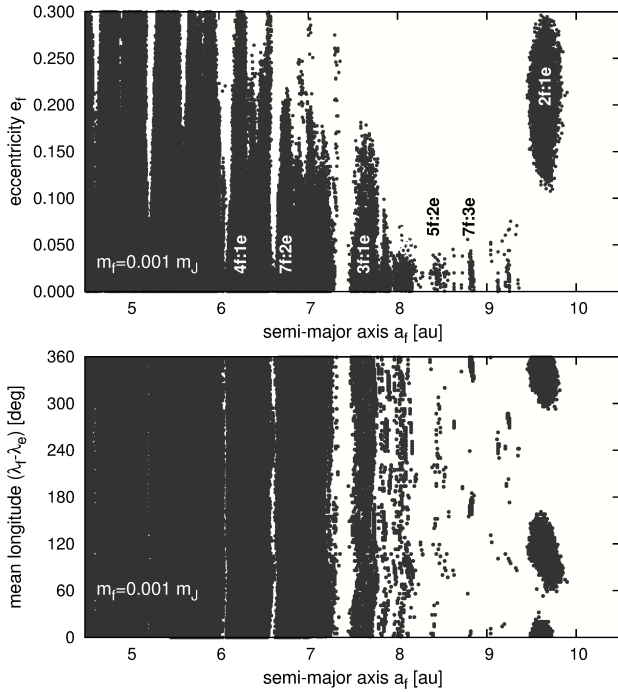 0.300
0.250
0.200
0.150
0.100
0.050
0.000
eccentricity e_f
2f:1e
5f:2e
7f:3e
4f:1e
7f:2e
3f:1e
m_f=0.001 m_J
5 6 7 8 9 10
semi-major axis a_f [au]
360
300
240
180
120
60
0
mean longitude (λ_f-λ_e) [deg]
m_f=0.001 m_J
5 6 7 8 9 10
semi-major axis a_f [au]